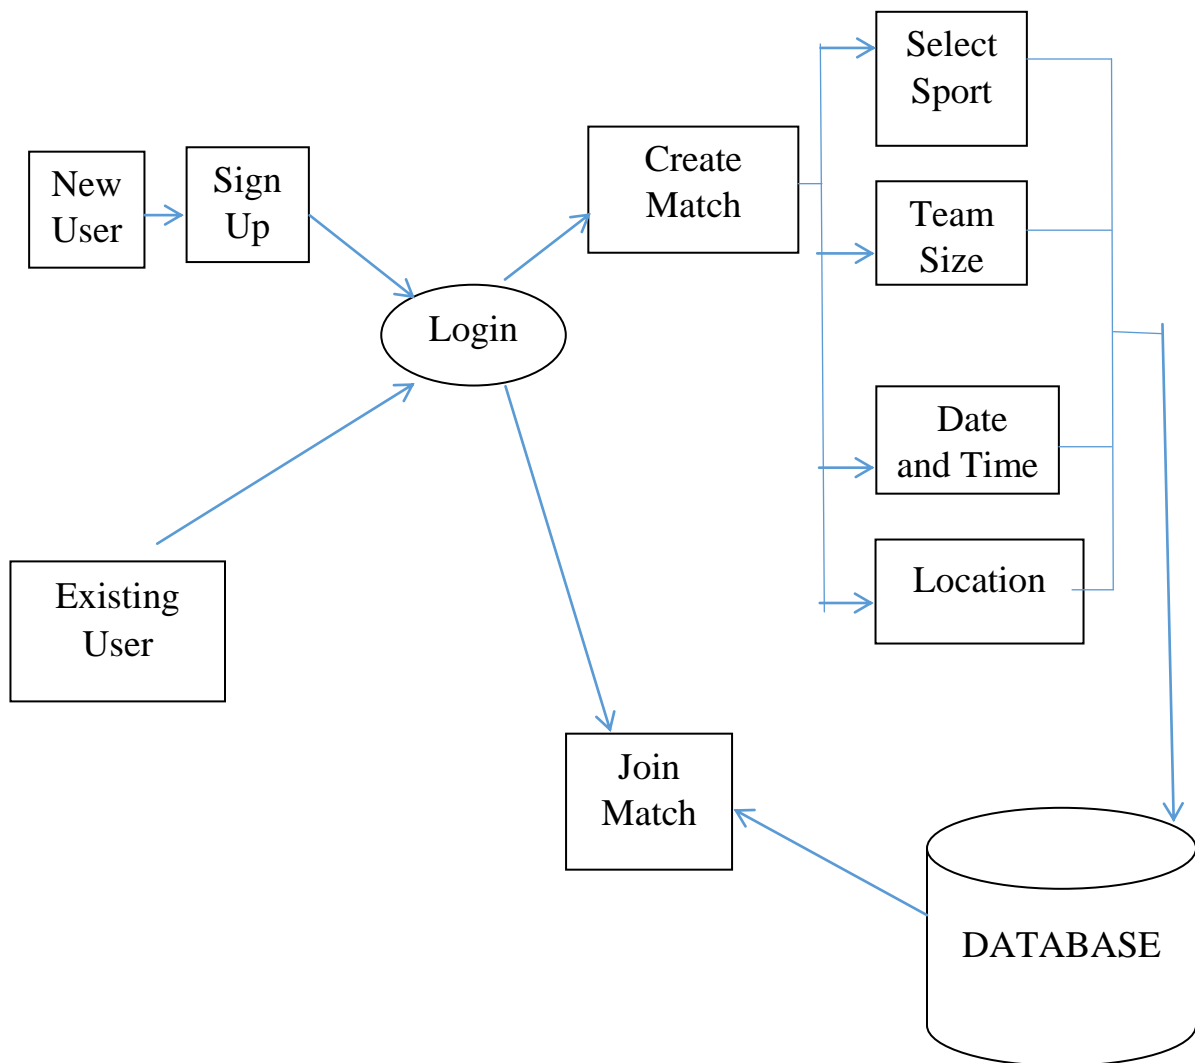 New
User
Sign
Up
Login
Existing
User
Create
Match
Select
Sport
Team
Size
Date
and Time
Location
Join
Match
DATABASE